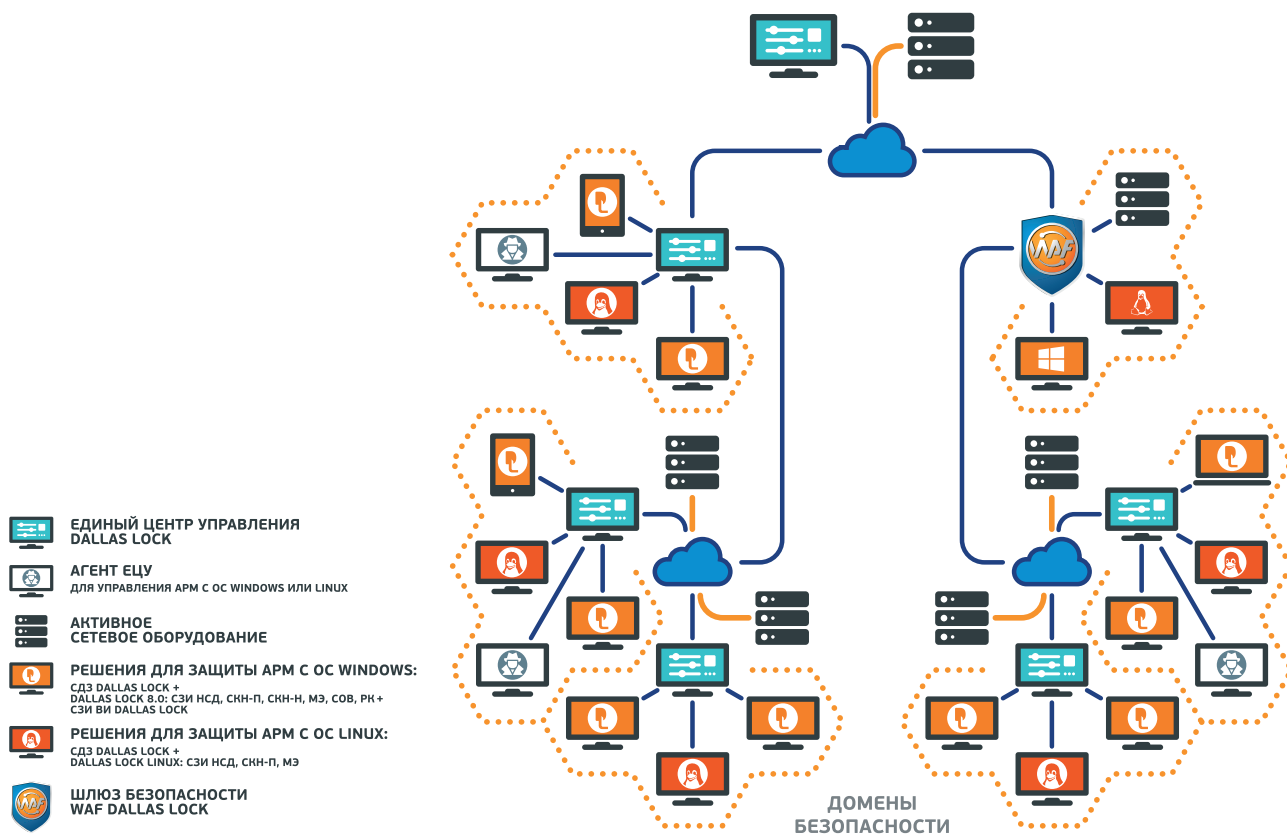 WAF
ЕДИНЫЙ ЦЕНТР УПРАВЛЕНИЯ
DALLAS LOCK
АГЕНТ ЕЦУ
ДЛЯ УПРАВЛЕНИЯ АРМ С ОС WINDOWS ИЛИ LINUX
АКТИВНОЕ
СЕТЕВОЕ ОБОРУДОВАНИЕ
РЕШЕНИЯ ДЛЯ ЗАЩИТЫ АРМ С ОС WINDOWS:
СДЗ DALLAS LOCK +
DALLAS LOCK 8.0: СЗИ НСД, СКН-П, СКН-Н, МЭ, СОВ, РК +
СЗИ ВИ DALLAS LOCK
РЕШЕНИЯ ДЛЯ ЗАЩИТЫ АРМ С ОС LINUX:
СДЗ DALLAS LOCK +
DALLAS LOCK LINUX: СЗИ НСД, СКН-П, МЭ
WAF
ШЛЮЗ БЕЗОПАСНОСТИ
WAF DALLAS LOCK
ДОМЕНЫ
БЕЗОПАСНОСТИ